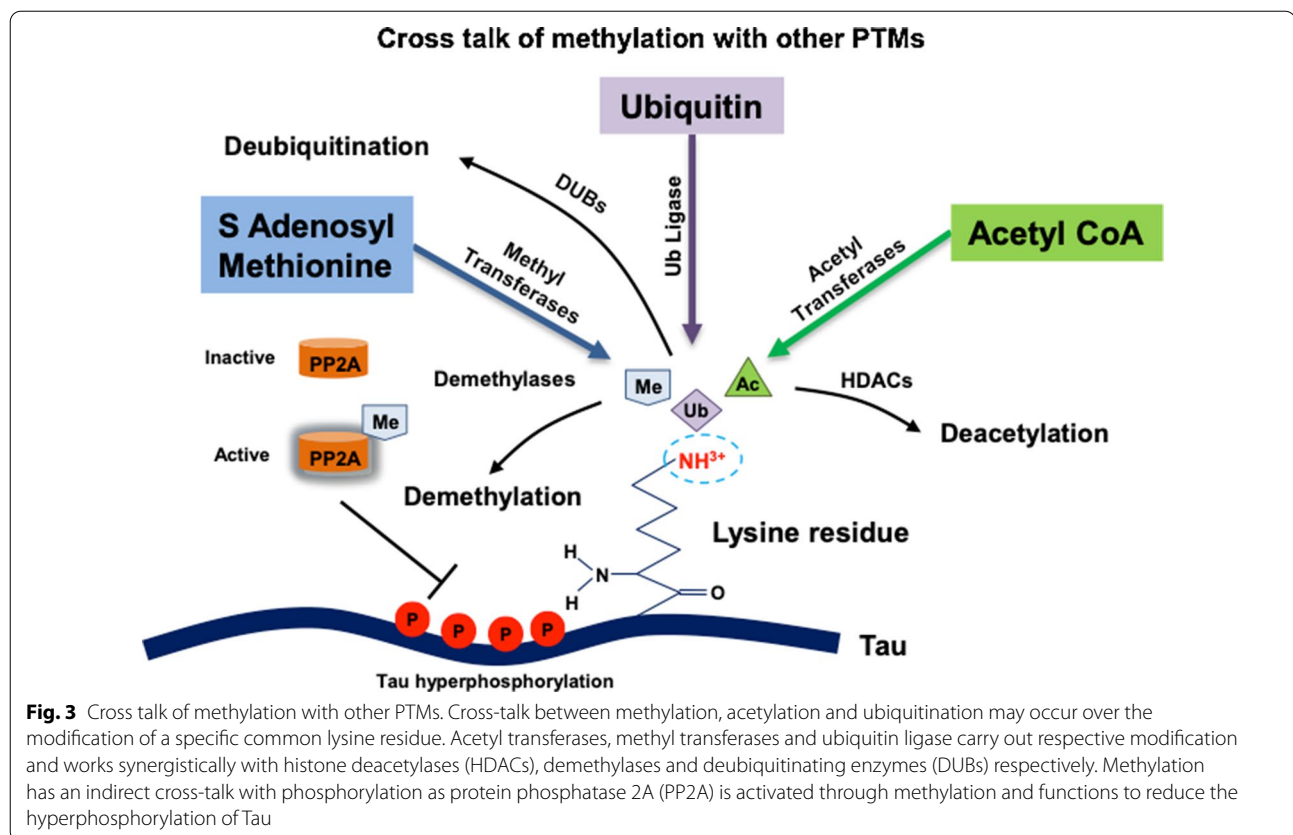 Cross talk of methylation with other PTMs
Ubiquitin
Deubiquitination
DUBs
Ub Ligase
S Adenosyl
Methionine
Methyl
Transferases
Acetyl CoA
Acetyl
Transferases
Inactive
PP2A
Demethylases
Me
Ac
HDACs
Ub
Me
Active
PP2A
NH³⁺
Deacetylation
Demethylation
Lysine residue
H
N
H
O
P
P
P
P
Tau
Tau hyperphosphorylation
Fig. 3 Cross talk of methylation with other PTMs. Cross-talk between methylation, acetylation and ubiquitination may occur over the
modification of a specific common lysine residue. Acetyl transferases, methyl transferases and ubiquitin ligase carry out respective modification
and works synergistically with histone deacetylases (HDACs), demethylases and deubiquitinating enzymes (DUBs) respectively. Methylation
has an indirect cross-talk with phosphorylation as protein phosphatase 2A (PP2A) is activated through methylation and functions to reduce the
hyperphosphorylation of Tau